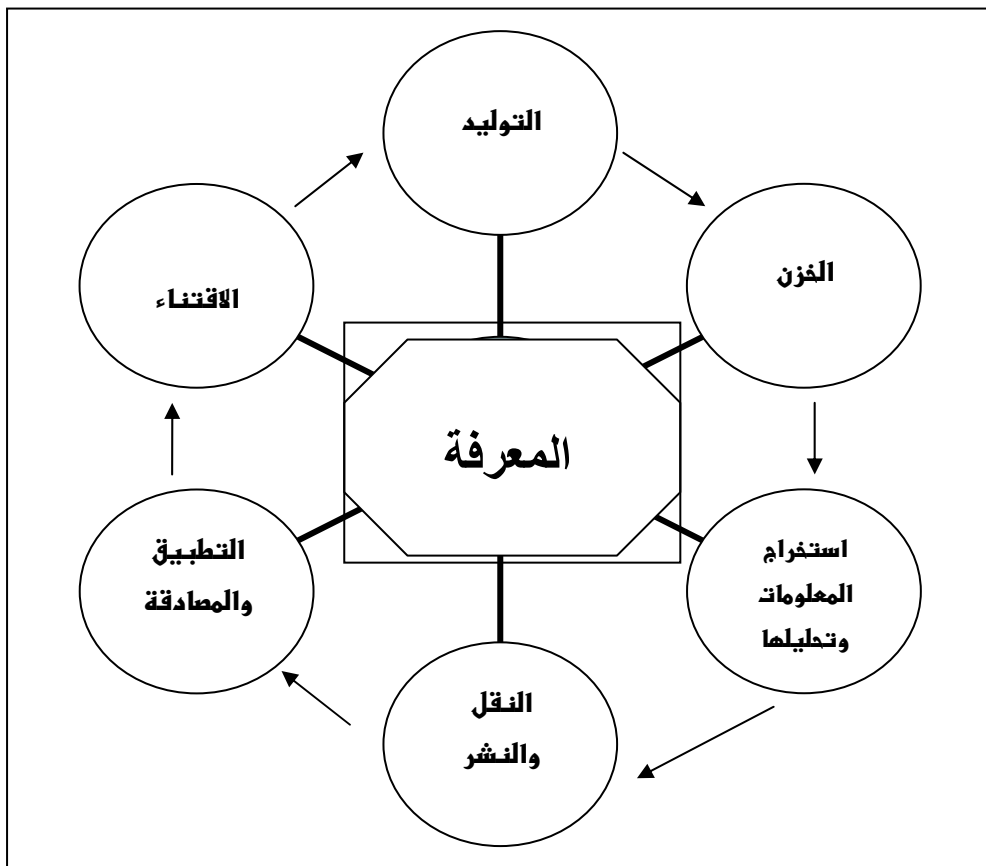 التوليد
الخزن
استخراج
المعلومات
وتحليلها
النقل
والنشر
التطبيق
والمصادقة
الاقتناء
المعرفة